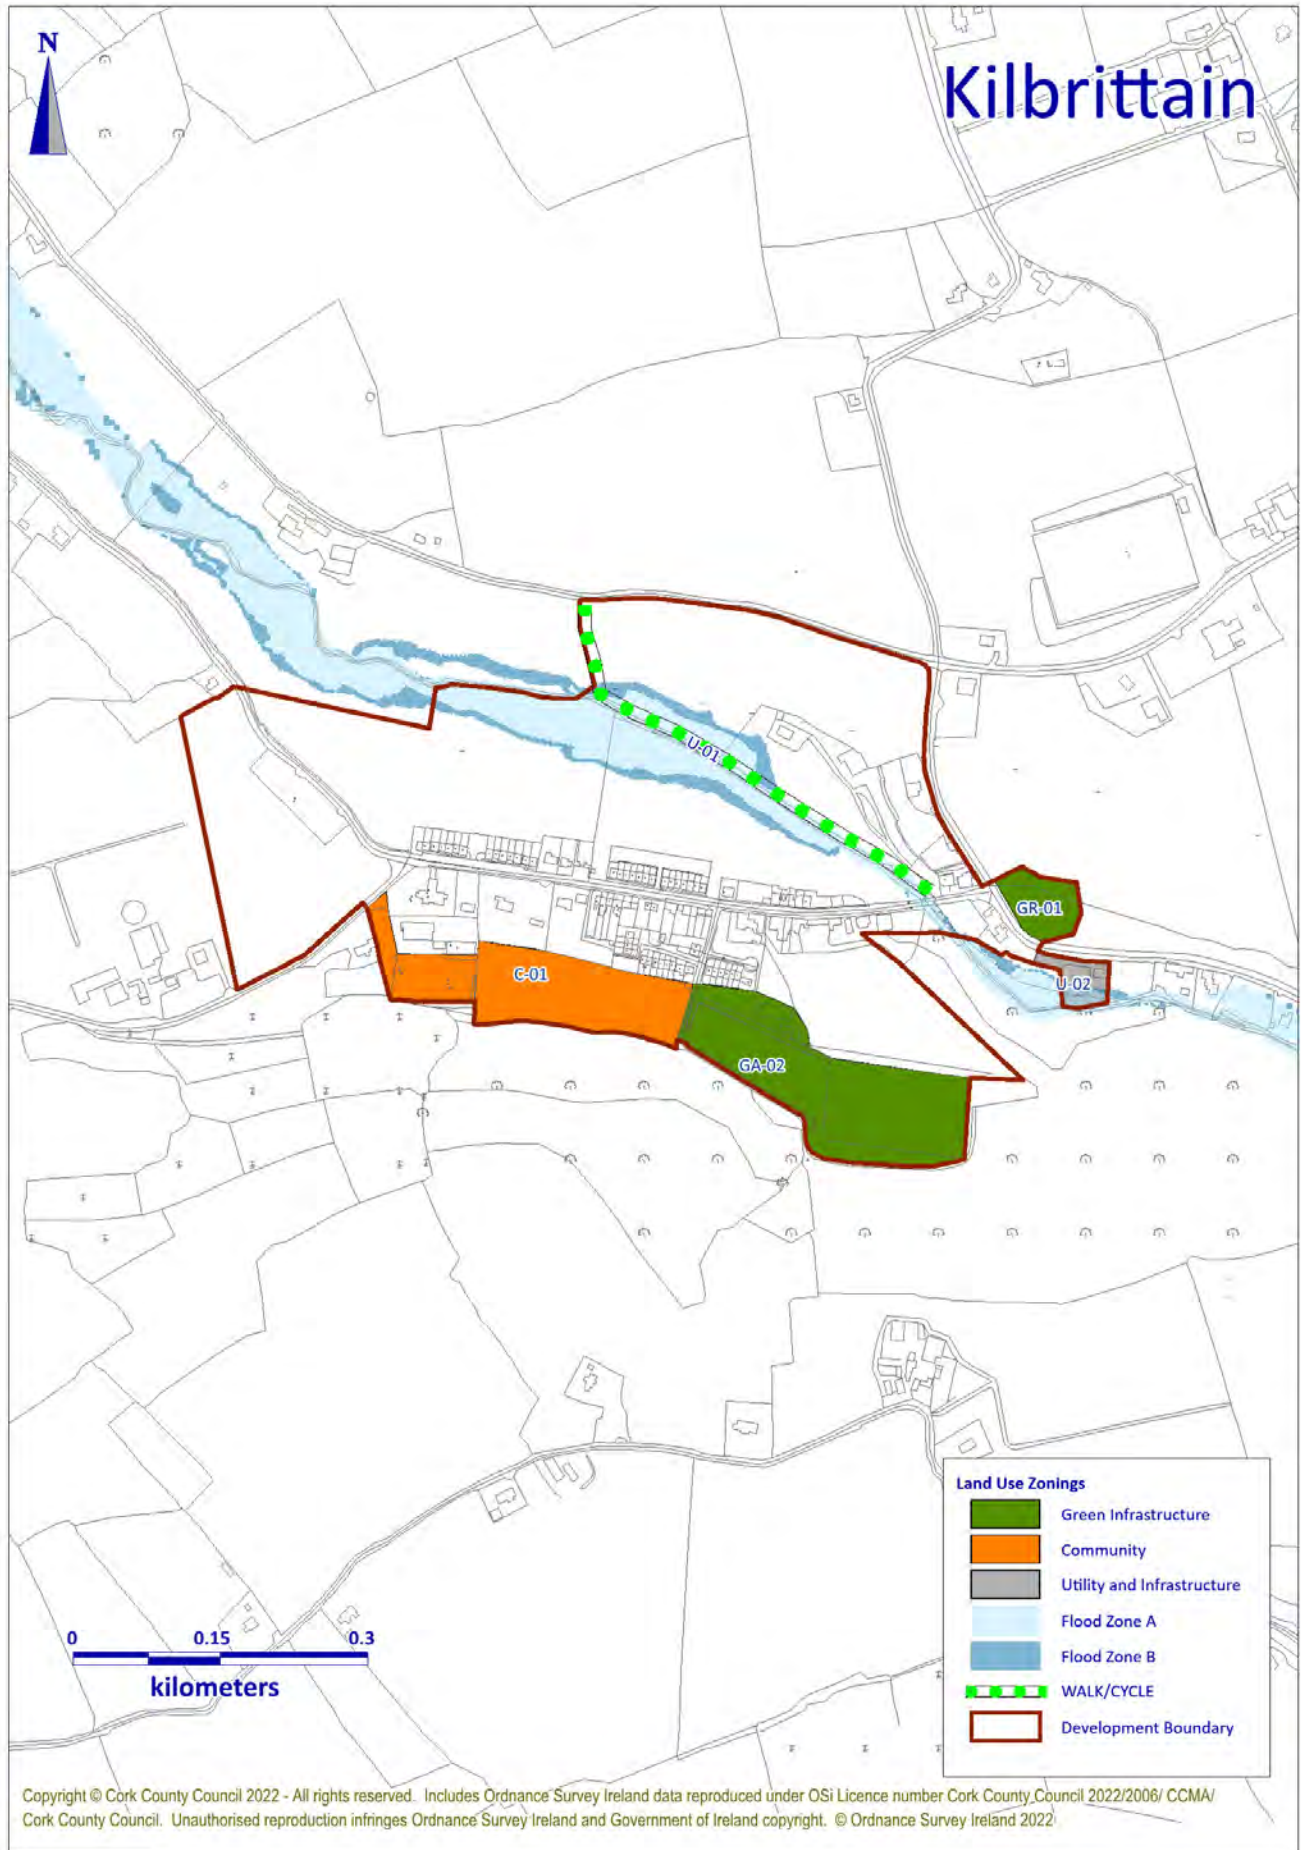 N
Kilbrittain
U-01
GR-01
C-01
U-02
GA-02
Land Use Zonings
Green Infrastructure
Community
Utility and Infrastructure
Flood Zone A
Flood Zone B
WALK/CYCLE
Development Boundary
0 0.15 0.3
kilometers
Copyright © Cork County Council 2022 - All rights reserved. Includes Ordnance Survey Ireland data reproduced under OSi Licence number Cork County Council 2022/2006/ CCMA/
Cork County Council. Unauthorised reproduction infringes Ordnance Survey Ireland and Government of Ireland copyright. © Ordnance Survey Ireland 2022